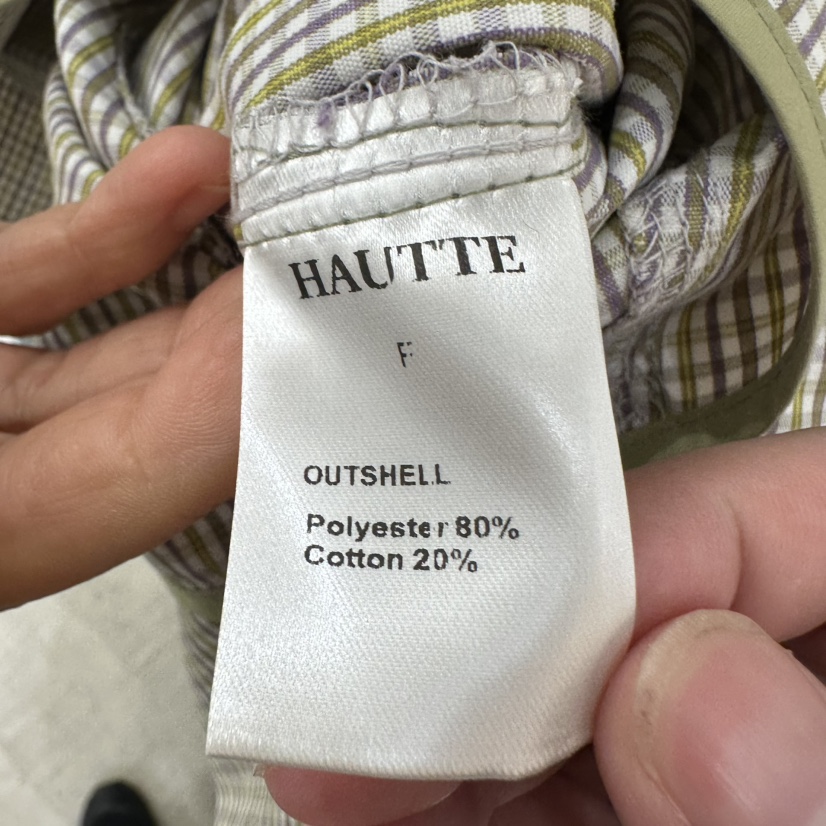 HAUTTE
F
OUTSHELL
Polyester 80%
Cotton 20%